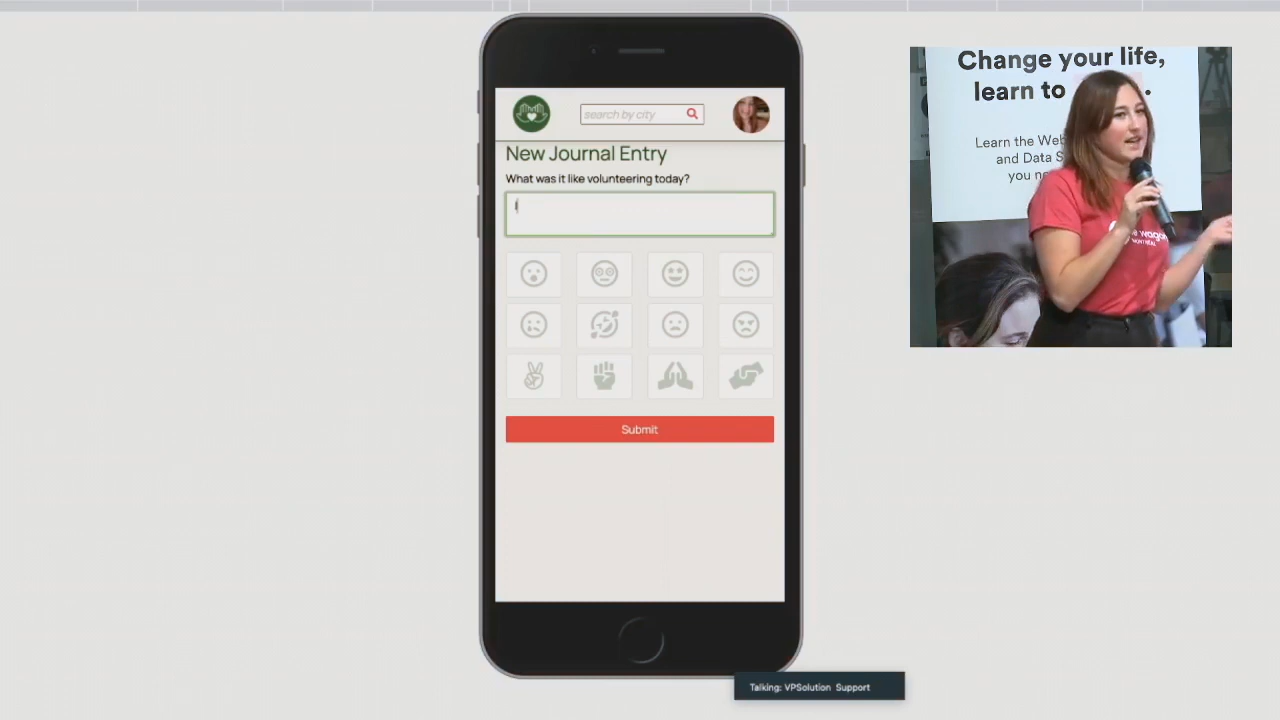 search by city
New Journal Entry
What was it like volunteering today?
Submit
Change your life,
learn to
Learn the Web
and Data S
MONTRÉAL
Talking: VPSolution Support